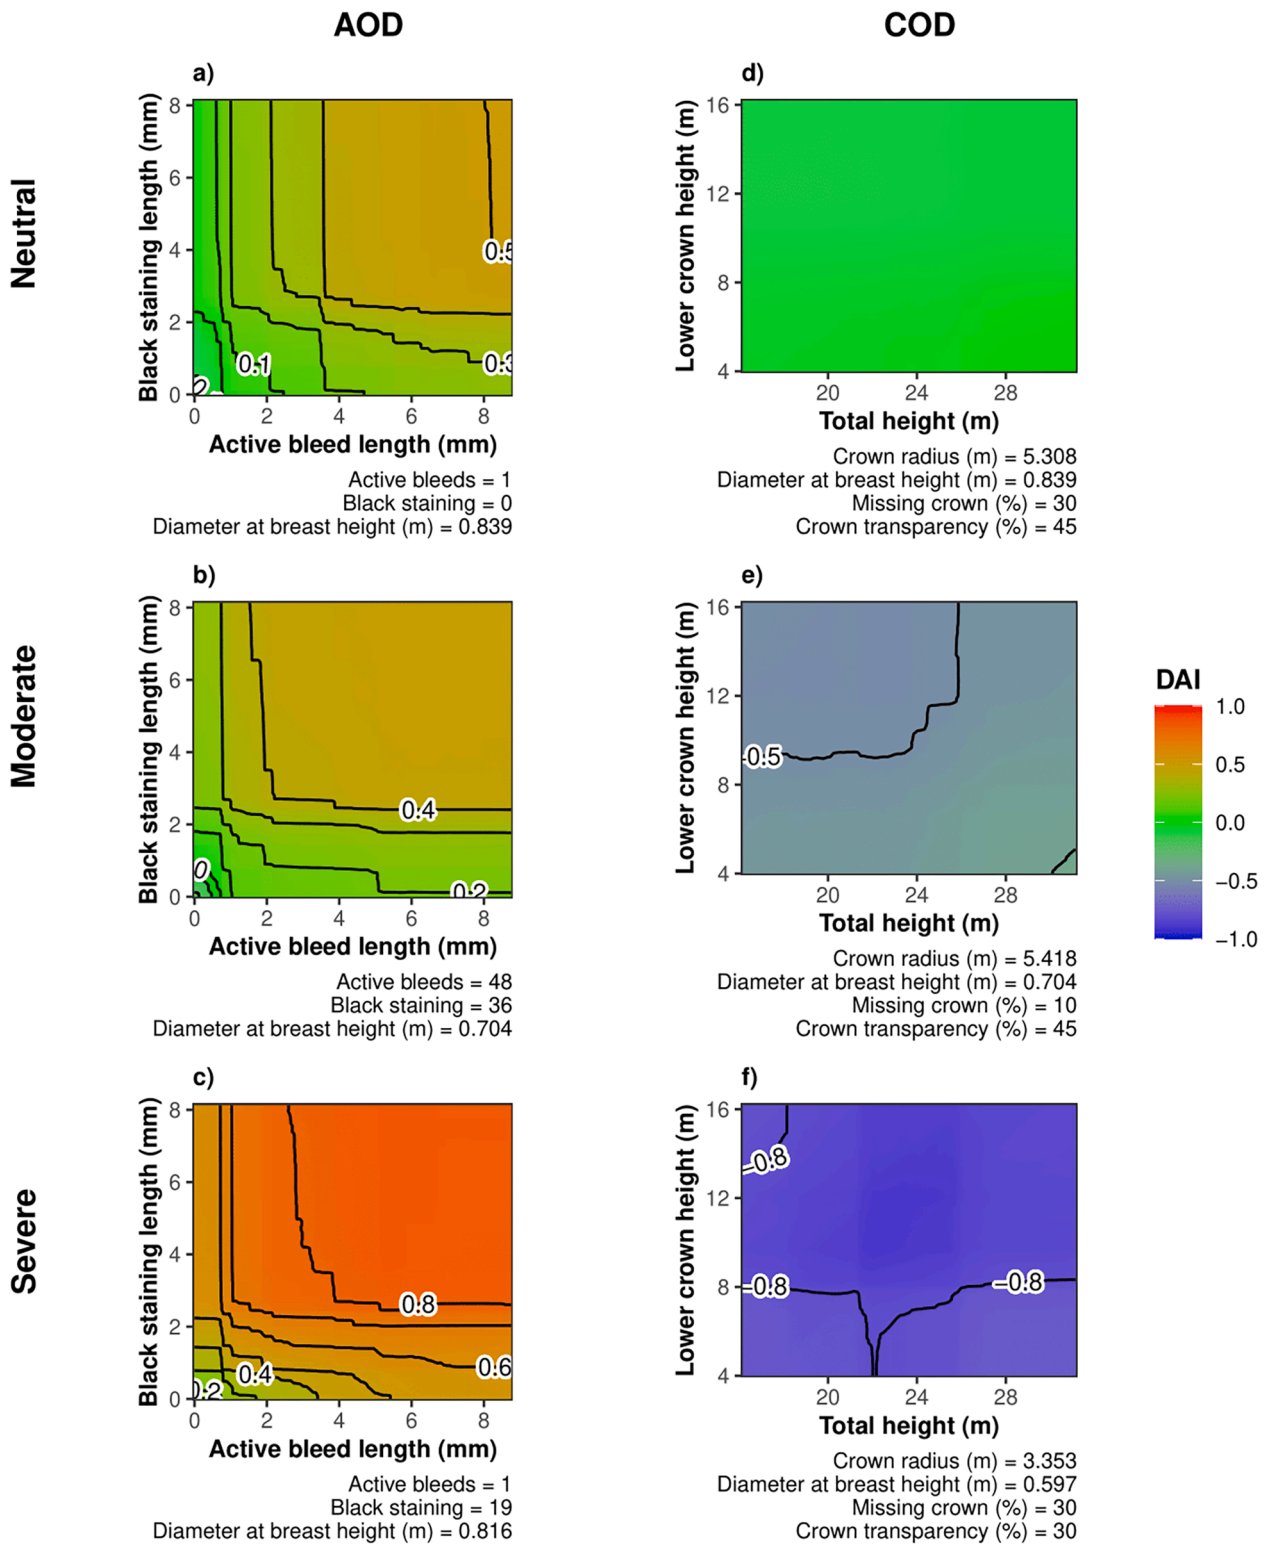 AOD
COD
Neutral
a)
Black staining length (mm)
8
6
4
2
0
0.5
0.3
0.1
2
0 2 4 6 8
Active bleed length (mm)
Active bleeds = 1
Black staining = 0
Diameter at breast height (m) = 0.839
d)
Lower crown height (m)
16
12
8
4
20 24 28
Total height (m)
Crown radius (m) = 5.308
Diameter at breast height (m) = 0.839
Missing crown (%) = 30
Crown transparency (%) = 45
Moderate
b)
Black staining length (mm)
8
6
4
2
0
0.4
0
0.2
0 2 4 6 8
Active bleed length (mm)
Active bleeds = 48
Black staining = 36
Diameter at breast height (m) = 0.704
e)
Lower crown height (m)
16
12
8
4
-0.5
20 24 28
Total height (m)
Crown radius (m) = 5.418
Diameter at breast height (m) = 0.704
Missing crown (%) = 10
Crown transparency (%) = 45
DAI
1.0
0.5
0.0
−0.5
−1.0
Severe
c)
Black staining length (mm)
8
6
4
2
0
0.8
0.6
0.4
0.2
0 2 4 6 8
Active bleed length (mm)
Active bleeds = 1
Black staining = 19
Diameter at breast height (m) = 0.816
f)
Lower crown height (m)
16
12
8
4
−0.8
−0.8
−0.8
20 24 28
Total height (m)
Crown radius (m) = 3.353
Diameter at breast height (m) = 0.597
Missing crown (%) = 30
Crown transparency (%) = 30